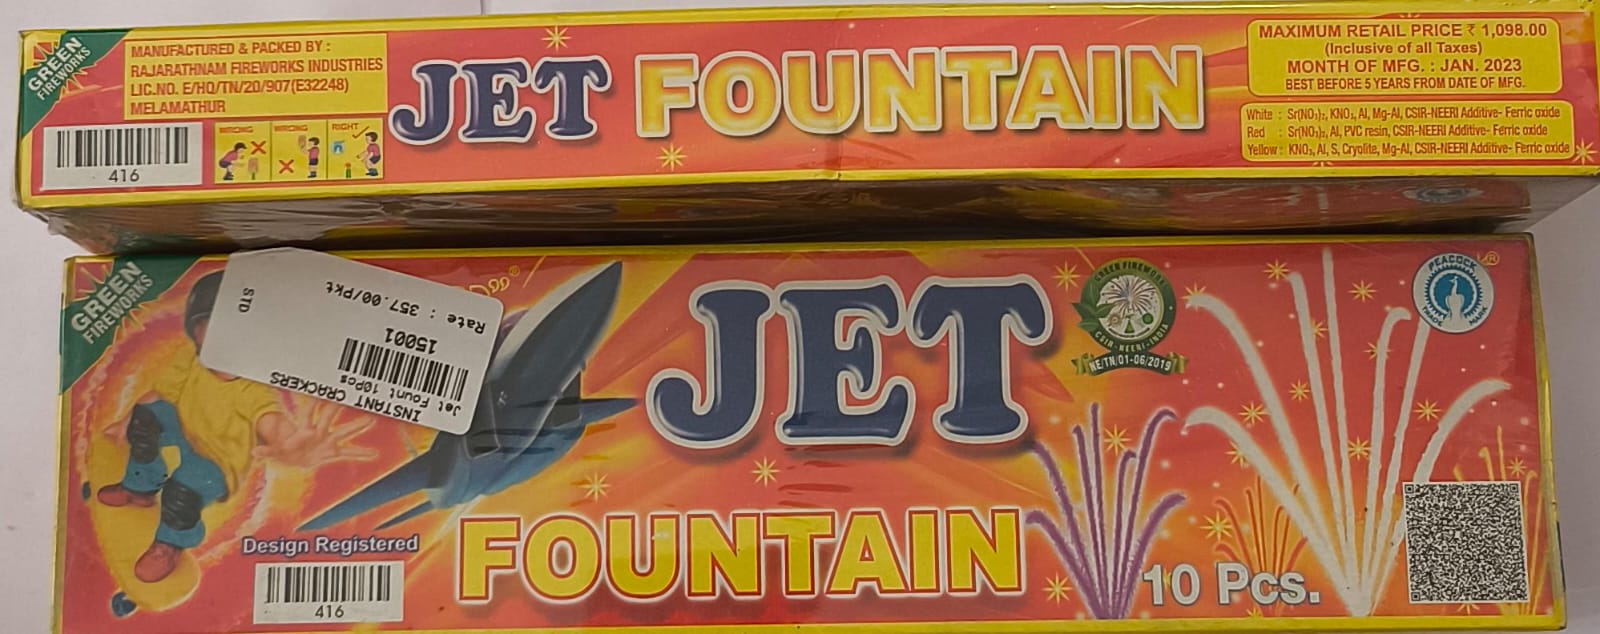 GREEN
FIREWORKS
MANUFACTURED & PACKED BY :
RAJARATHNAM FIREWORKS INDUSTRIES
LIC.NO. E/HQ/TN/20/907(E32248)
MELAMATHUR
416
WRONG
WRONG
RIGHT
JET FOUNTAIN
MAXIMUM RETAIL PRICE ₹ 1,098.00
(Inclusive of all Taxes)
MONTH OF MFG. : JAN. 2023
BEST BEFORE 5 YEARS FROM DATE OF MFG.
White : Sr(NO₃)₂, KNO₃, Al, Mg-Al, CSIR-NEERI Additive- Ferric oxide
Red : Sr(NO₃)₂, Al, PVC resin, CSIR-NEERI Additive- Ferric oxide
Yellow : KNO₃, Al, S, Cryolite, Mg-Al, CSIR-NEERI Additive- Ferric oxide
GREEN
FIREWORKS
INSTANT CRACKERS
Jet Fount 10Pcs
15001
Rate : 357.00/Pkt
STD
JET
FOUNTAIN
GREEN FIREWORKS
CSIR-NEERI-INDIA
NE/TN/01-06/2019
PEACOCK
TRADE MARK
®
Design Registered
416
10 Pcs.